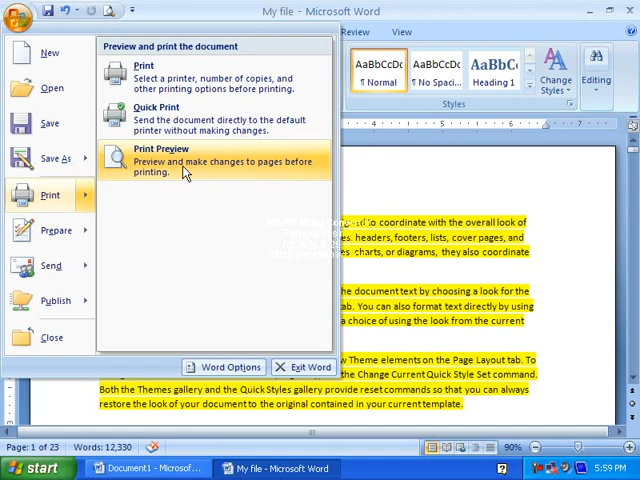 My file - Microsoft Word
Review
View
Preview and print the document
New
Open
Save
Save As
Print
Prepare
Send
Publish
Close
Print
Select a printer, number of copies, and
other printing options before printing.
Quick Print
Send the document directly to the default
printer without making changes.
Print Preview
Preview and make changes to pages before
printing.
Word Options
Exit Word
AaBbCcDc
AaBbCcDc
AaBbC
¶ Normal
¶ No Spaci...
Heading 1
Change
Styles
Editing
Styles
4 5 6 7
to coordinate with the overall look of
headers, footers, lists, cover pages, and
charts, or diagrams, they also coordinate
the document text by choosing a look for the
tab. You can also format text directly by using
a choice of using the look from the current
Theme elements on the Page Layout tab. To
the Change Current Quick Style Set command.
Both the Themes gallery and the Quick Styles gallery provide reset commands so that you can always
restore the look of your document to the original contained in your current template.
Page: 1 of 23
Words: 12,330
90%
start
Document1 - Microsof...
My file - Microsoft Word
5:59 PM